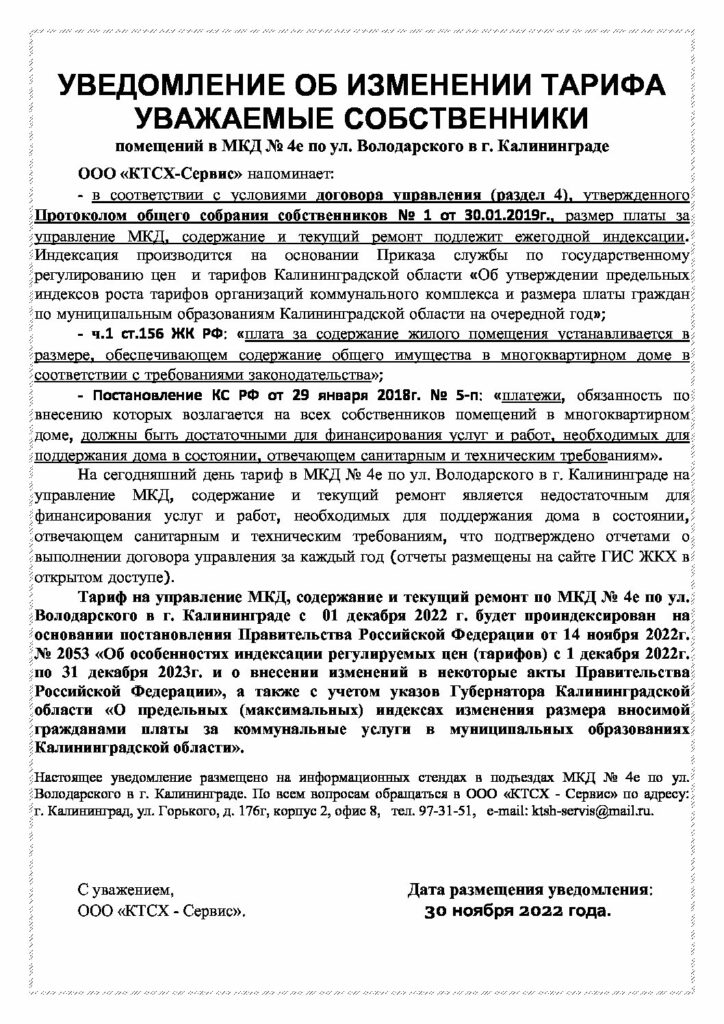 УВЕДОМЛЕНИЕ ОБ ИЗМЕНЕНИИ ТАРИФА
УВАЖАЕМЫЕ СОБСТВЕННИКИ
помещений в МКД № 4е по ул. Володарского в г. Калининграде
ООО «КТСХ-Сервис» напоминает:
- в соответствии с условиями договора управления (раздел 4), утвержденного
Протоколом общего собрания собственников № 1 от 30.01.2019г., размер платы за
управление МКД, содержание и текущий ремонт подлежит ежегодной индексации.
Индексация производится на основании Приказа службы по государственному
регулированию цен и тарифов Калининградской области «Об утверждении предельных
индексов роста тарифов организаций коммунального комплекса и размера платы граждан
по муниципальным образованиям Калининградской области на очередной год»;
- ч.1 ст.156 ЖК РФ: «плата за содержание жилого помещения устанавливается в
размере, обеспечивающем содержание общего имущества в многоквартирном доме в
соответствии с требованиями законодательства»;
- Постановление КС РФ от 29 января 2018г. № 5-п: «платежи, обязанность по
внесению которых возлагается на всех собственников помещений в многоквартирном
доме, должны быть достаточными для финансирования услуг и работ, необходимых для
поддержания дома в состоянии, отвечающем санитарным и техническим требованиям».
На сегодняшний день тариф в МКД № 4е по ул. Володарского в г. Калининграде на
управление МКД, содержание и текущий ремонт является недостаточным для
финансирования услуг и работ, необходимых для поддержания дома в состоянии,
отвечающем санитарным и техническим требованиям, что подтверждено отчетами о
выполнении договора управления за каждый год (отчеты размещены на сайте ГИС ЖКХ в
открытом доступе).
Тариф на управление МКД, содержание и текущий ремонт по МКД № 4е по ул.
Володарского в г. Калининграде с 01 декабря 2022 г. будет проиндексирован на
основании постановления Правительства Российской Федерации от 14 ноября 2022г.
№ 2053 «Об особенностях индексации регулируемых цен (тарифов) с 1 декабря 2022г.
по 31 декабря 2023г. и о внесении изменений в некоторые акты Правительства
Российской Федерации», а также с учетом указов Губернатора Калининградской
области «О предельных (максимальных) индексах изменения размера вносимой
гражданами платы за коммунальные услуги в муниципальных образованиях
Калининградской области».
Настоящее уведомление размещено на информационных стендах в подъездах МКД № 4е по ул.
Володарского в г. Калининграде. По всем вопросам обращаться в ООО «КТСХ - Сервис» по адресу:
г. Калининград, ул. Горького, д. 176г, корпус 2, офис 8, тел. 97-31-51, e-mail: ktsh-servis@mail.ru.
С уважением, Дата размещения уведомления:
ООО «КТСХ - Сервис». 30 ноября 2022 года.